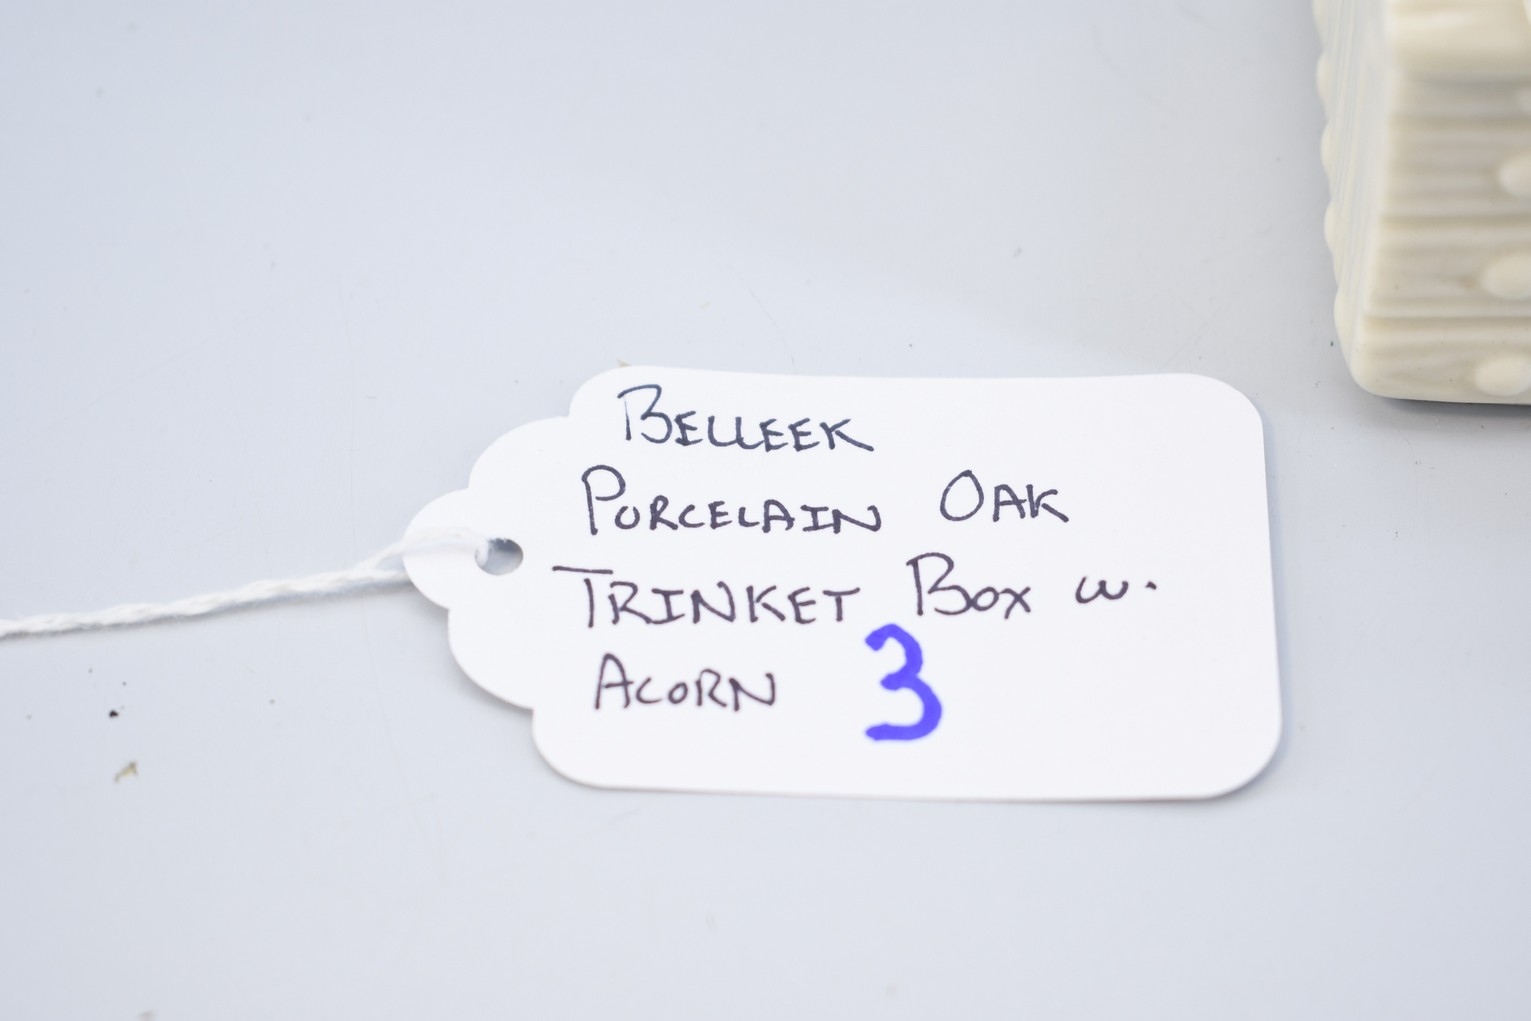 BELLEEK
PORCELAIN OAK
TRINKET BOX w.
ACORN 3